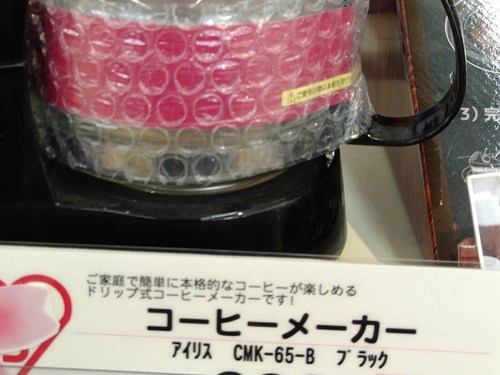 3) 完
ご家庭で簡単に本格的なコーヒーが楽しめる
ドリップ式コーヒーメーカーです!
コーヒーメーカー
アイリス CMK-65-B ブラック